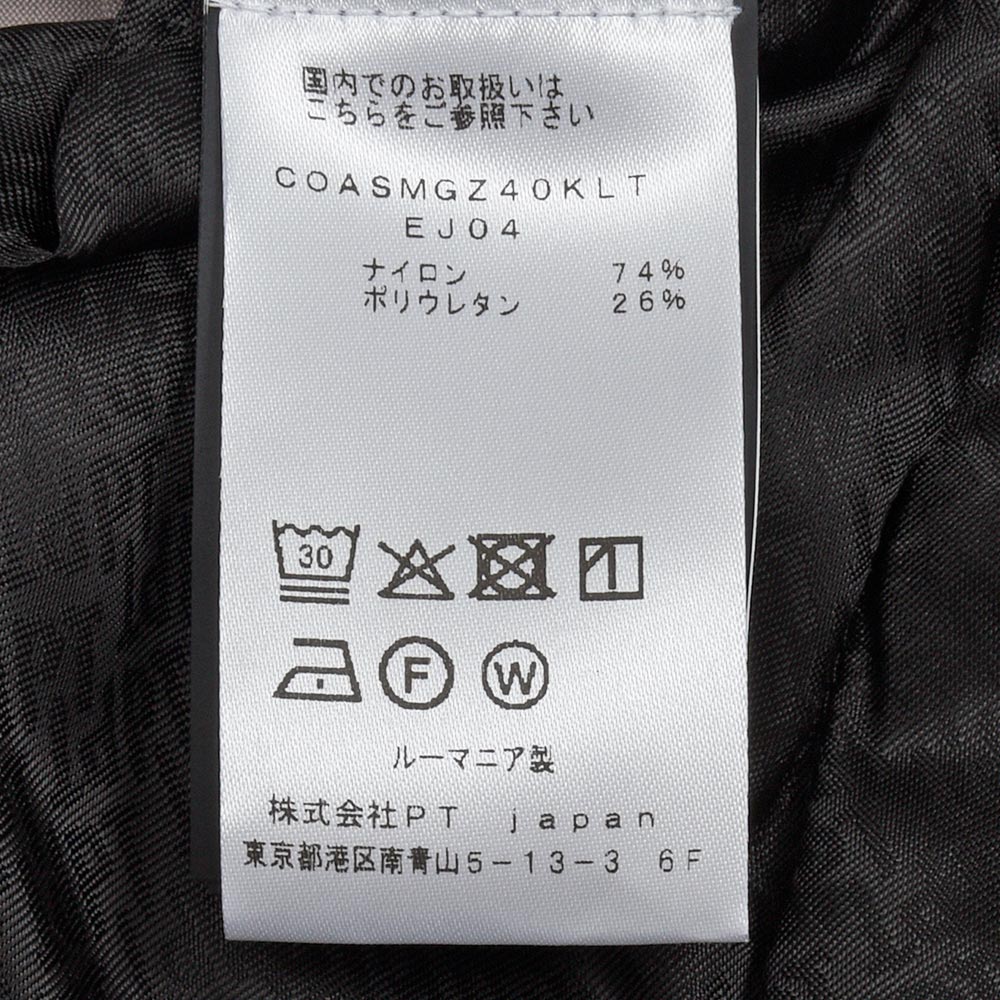 国内でのお取扱いは
こちらをご参照下さい
COASMGZ40KLT
EJ04
ナイロン 74%
ポリウレタン 26%
30
F W
ルーマニア製
株式会社PT japan
東京都港区南青山5-13-3 6F